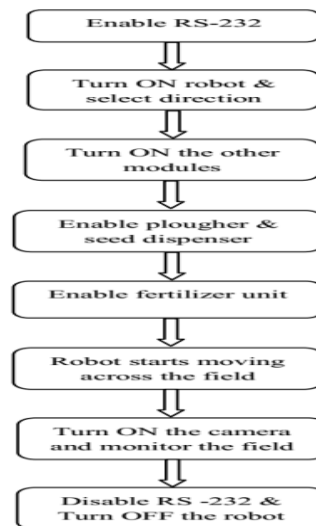 Enable RS-232
Turn ON robot &
select direction
Turn ON the other
modules
Enable plougher &
seed dispenser
Enable fertilizer unit
Robot starts moving
across the field
Turn ON the camera
and monitor the field
Disable RS -232 &
Turn OFF the robot